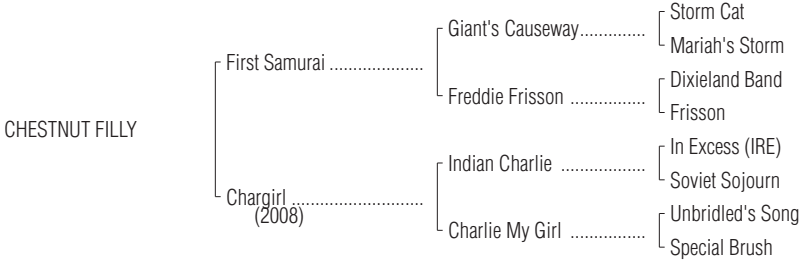 Storm Cat
Giant's Causeway..............
Mariah's Storm
First Samurai ....................
Dixieland Band
Freddie Frisson ................
Frisson
CHESTNUT FILLY
In Excess (IRE)
Indian Charlie ..................
Soviet Sojourn
Chargirl ............................
(2008)
Unbridled's Song
Charlie My Girl ................
Special Brush